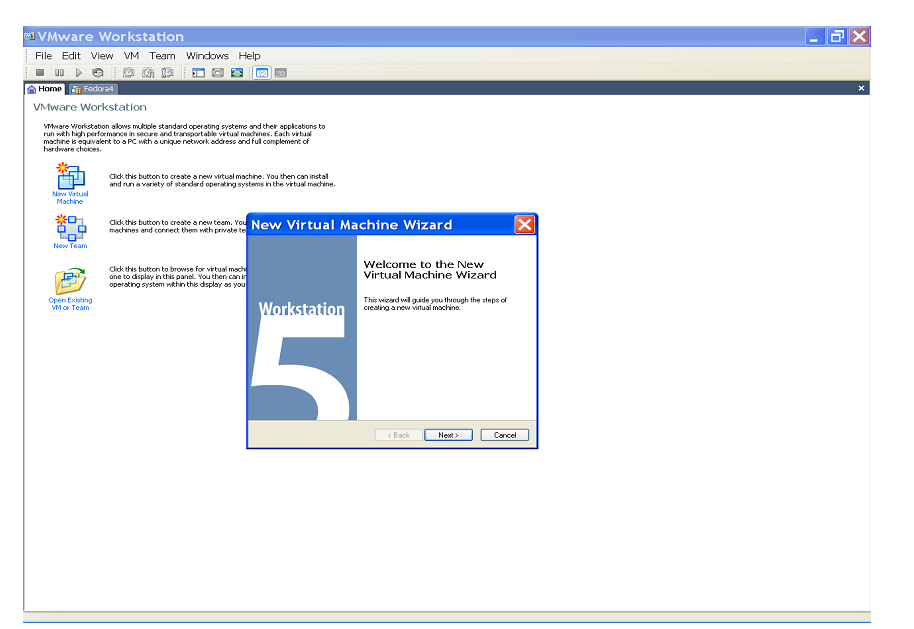 VMware Workstation
File Edit View VM Team Windows Help
Home Fedora4
VMware Workstation
VMware Workstation allows multiple standard operating systems and their applications to
run with high performance in secure and transportable virtual machines. Each virtual
machine is equivalent to a PC with a unique network address and full complement of
hardware choices.
New Virtual
Machine
Click this button to create a new virtual machine. You then can install
and run a variety of standard operating systems in the virtual machine.
New Team
Click this button to create a new team. You
machines and connect them with private te
Open Existing
VM or Team
Click this button to browse for virtual mach
one to display in this panel. You then can in
operating system within this display as you
New Virtual Machine Wizard
Workstation
5
Welcome to the New
Virtual Machine Wizard
This wizard will guide you through the steps of
creating a new virtual machine.
< Back Next > Cancel